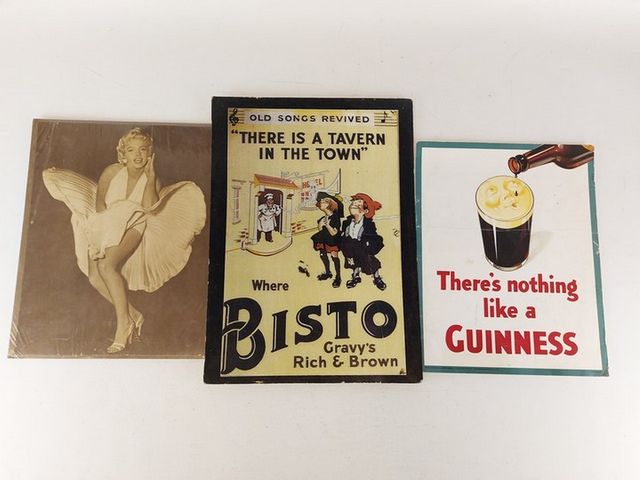 OLD SONGS REVIVED
"THERE IS A TAVERN
IN THE TOWN"
Where
BISTO
Gravy's
Rich & Brown
There's nothing
like a
GUINNESS